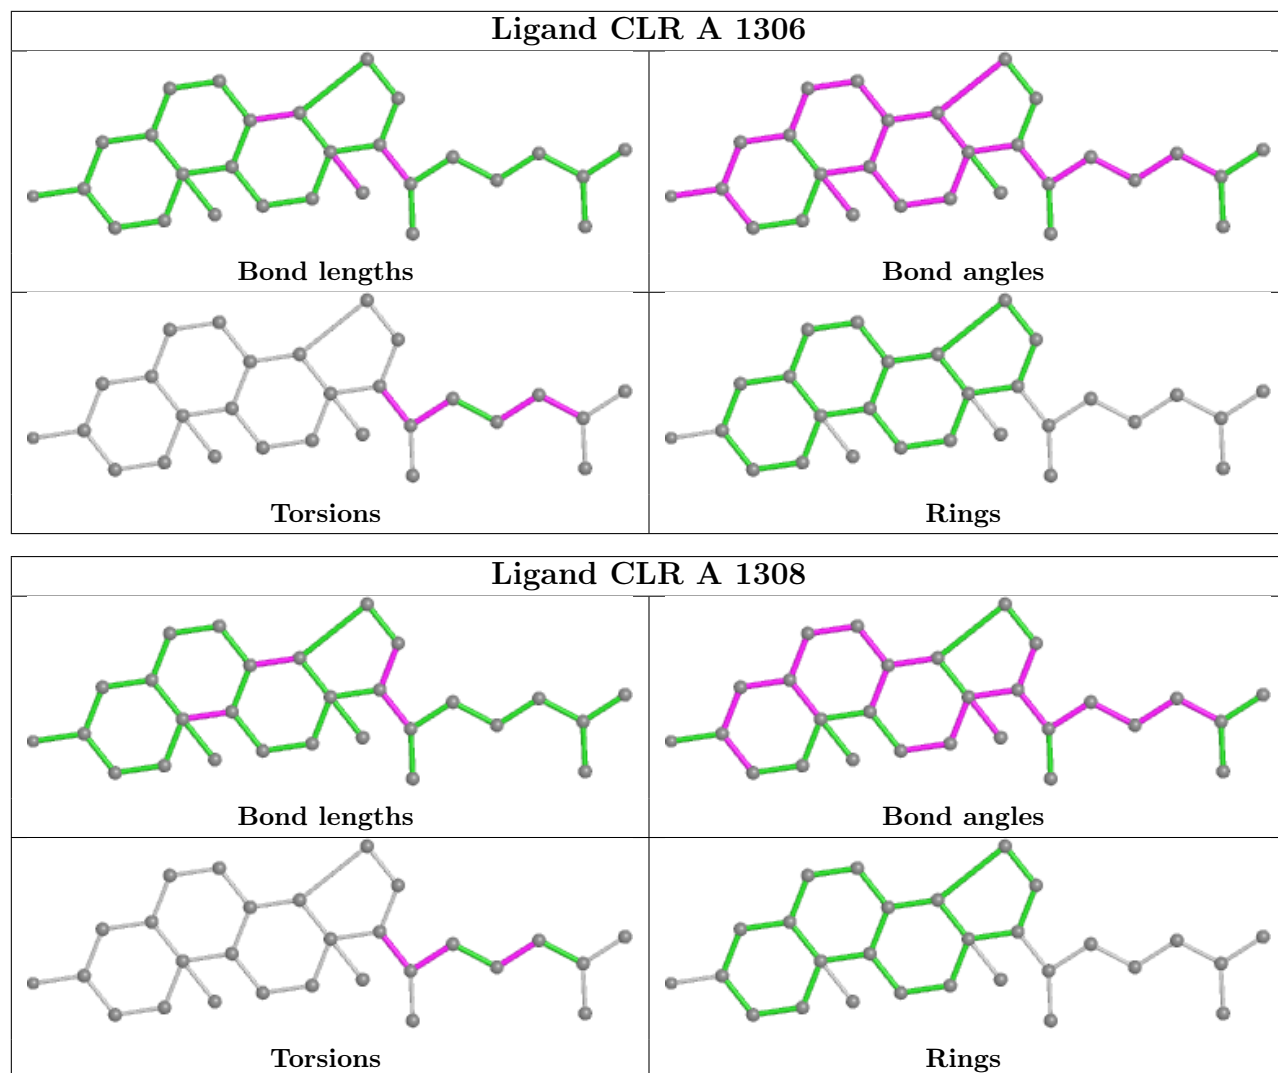 Ligand CLR A 1306
Bond lengths
Bond angles
Torsions
Rings
Ligand CLR A 1308
Bond lengths
Bond angles
Torsions
Rings